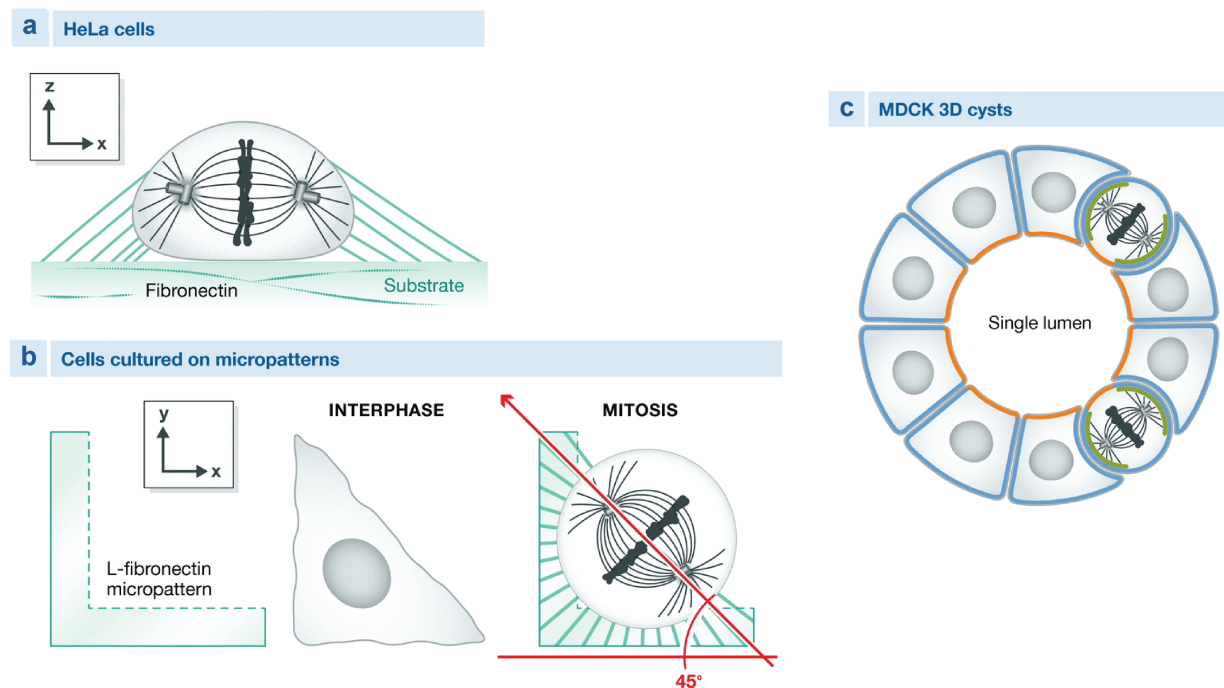 a HeLa cells
z
x
Fibronectin
Substrate
b Cells cultured on micropatterns
y
x
INTERPHASE
MITOSIS
L-fibronectin
micropattern
45°
c MDCK 3D cysts
Single lumen